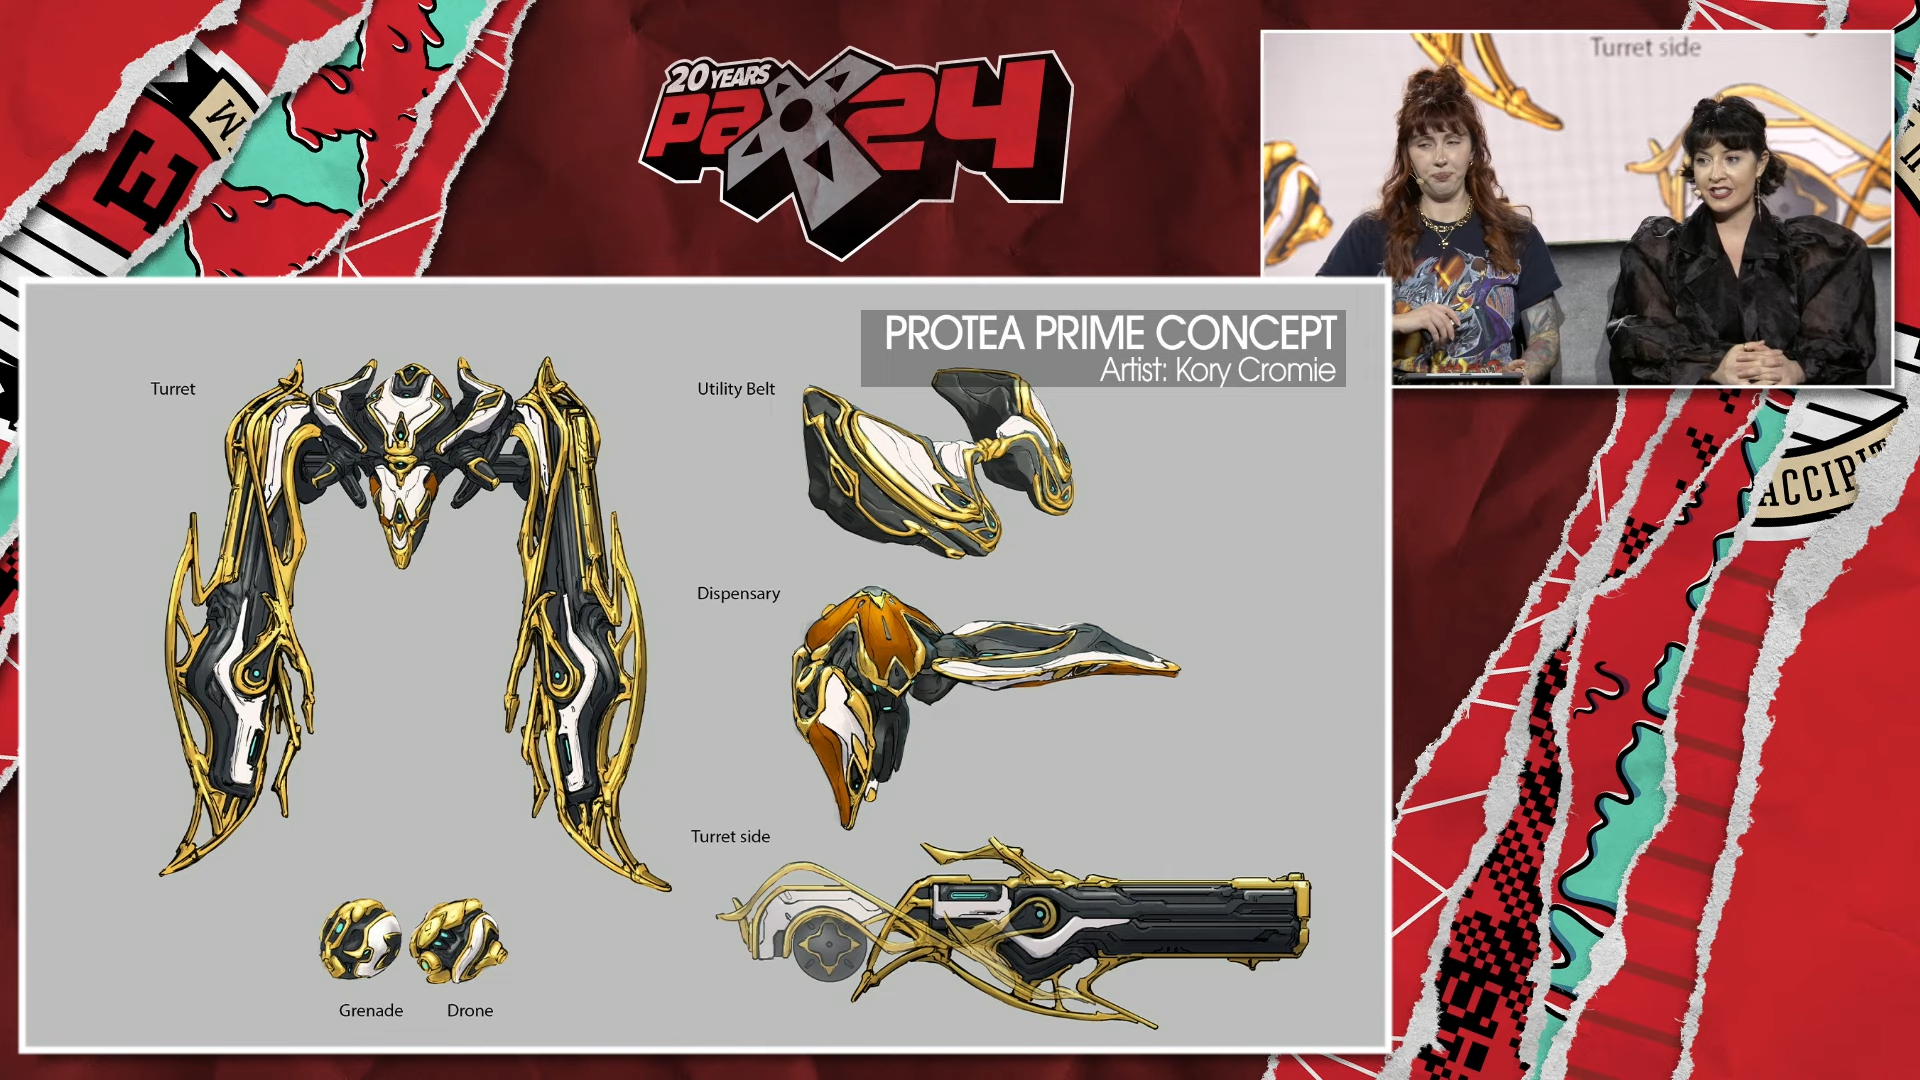 20 YEARS
PAX 24
Turret side
PROTEA PRIME CONCEPT
Artist: Kory Cromie
Turret
Utility Belt
Dispensary
Turret side
Grenade
Drone
E
M
ACCIPIT